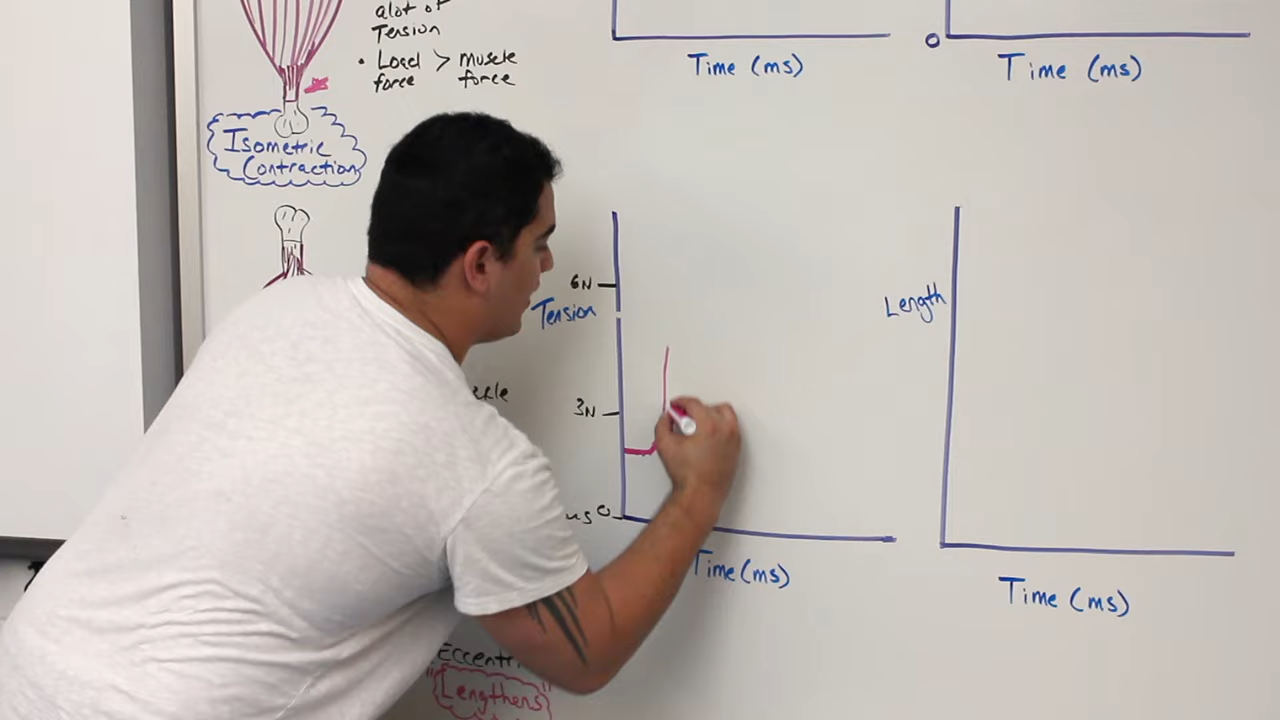 alot of
Tension
• Load > muscle
force force
Isometric
Contraction
Time (ms)
O
Time (ms)
6N
Tension
3N
0
Time (ms)
Length
Time (ms)
"Lengthens"